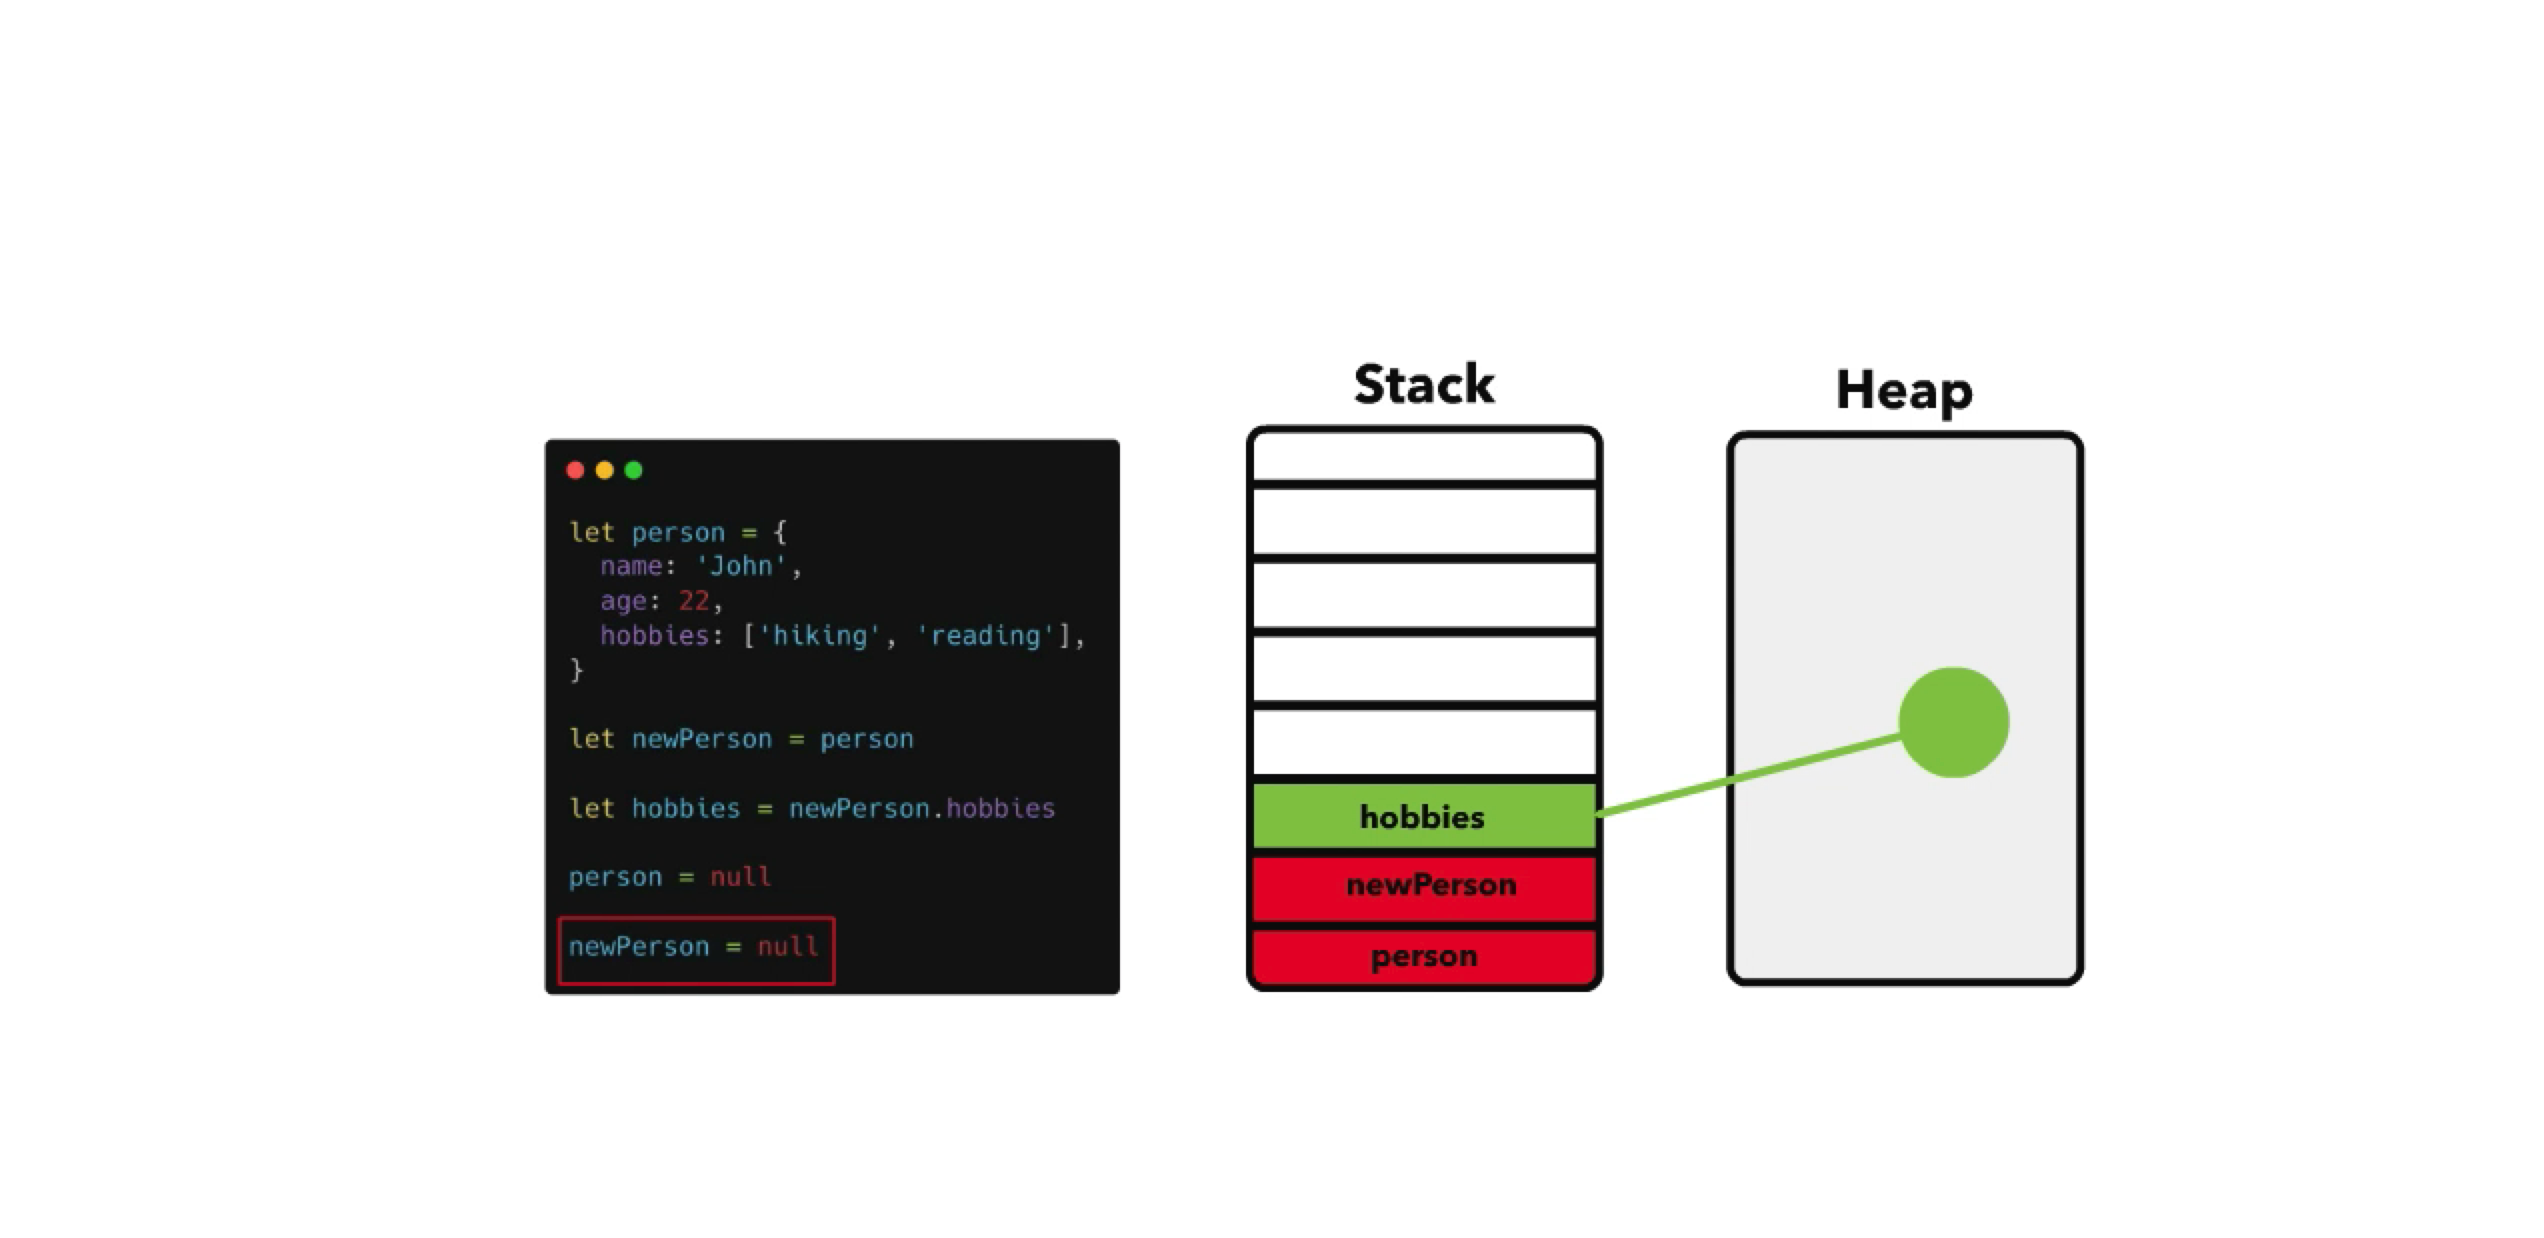 let person = {
  name: 'John',
  age: 22,
  hobbies: ['hiking', 'reading'],
}
let newPerson = person
let hobbies = newPerson.hobbies
person = null
newPerson = null
Stack
hobbies
newPerson
person
Heap